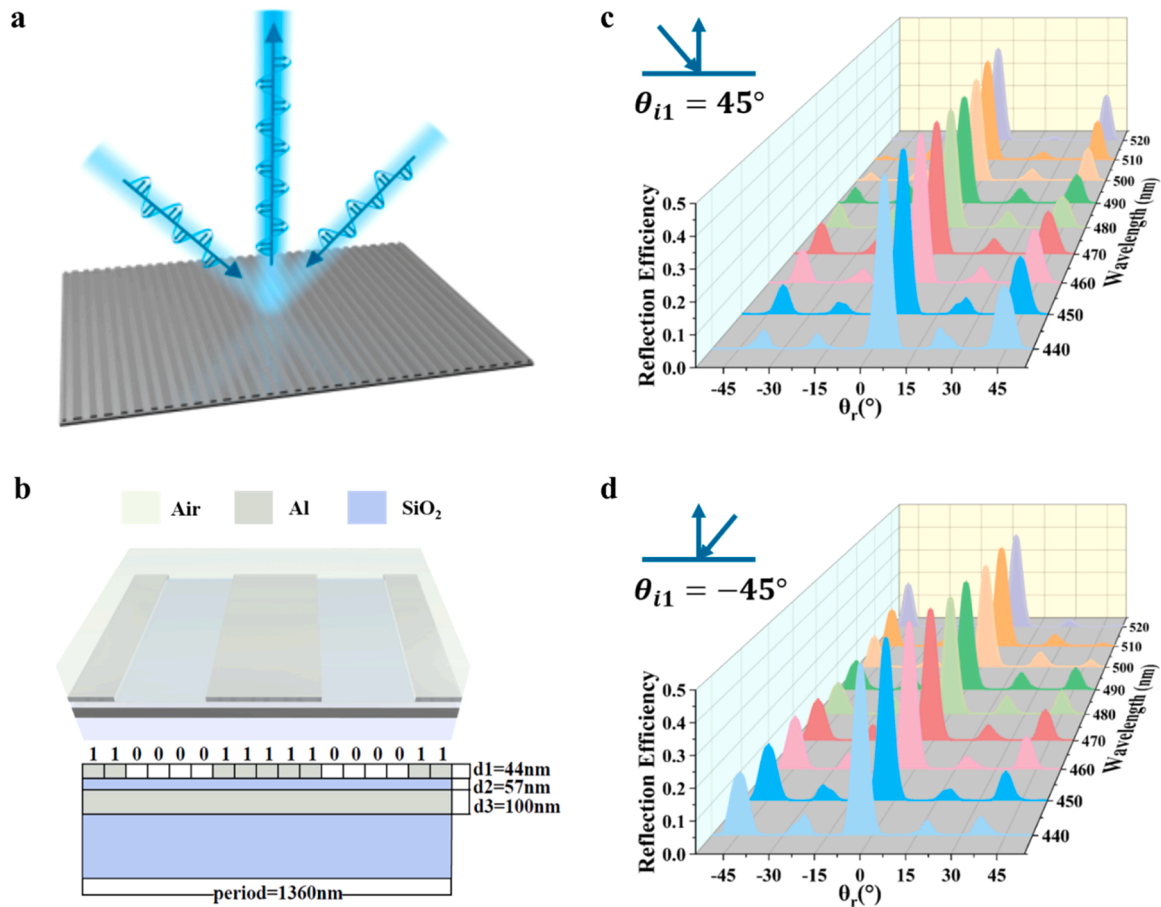 a
b
Air Al SiO₂
1 1 0 0 0 0 1 1 1 1 1 0 0 0 0 1 1
d1=44nm
d2=57nm
d3=100nm
period=1360nm
c
θi1 = 45°
Reflection Efficiency
0.5
0.4
0.3
0.2
0.1
0.0
-45 -30 -15 0 15 30 45
θr(°)
520
510
500
490
480
470
460
450
440
Wavelength (nm)
d
θi1 = −45°
Reflection Efficiency
0.5
0.4
0.3
0.2
0.1
0.0
-45 -30 -15 0 15 30 45
θr(°)
520
510
500
490
480
470
460
450
440
Wavelength (nm)